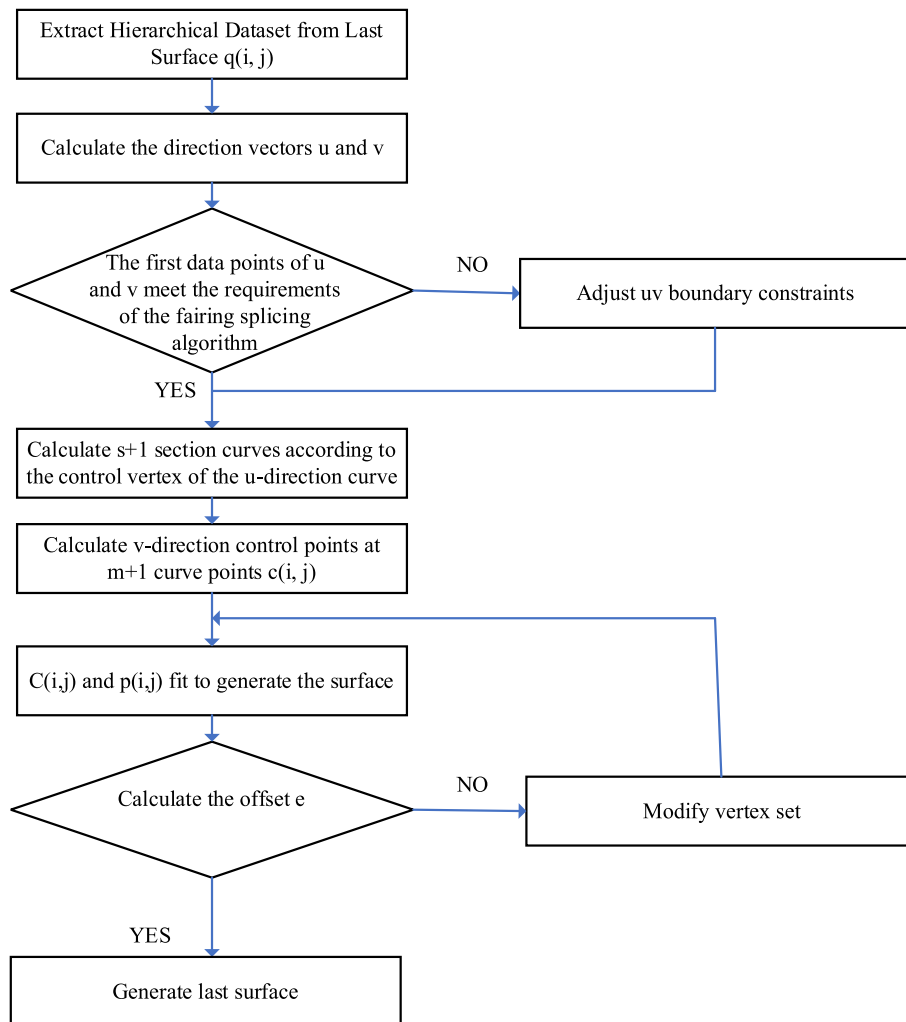 Extract Hierarchical Dataset from Last
Surface q(i, j)
Calculate the direction vectors u and v
The first data points of u
and v meet the requirements
of the fairing splicing
algorithm
NO
Adjust uv boundary constraints
YES
Calculate s+1 section curves according to
the control vertex of the u-direction curve
Calculate v-direction control points at
m+1 curve points c(i, j)
C(i,j) and p(i,j) fit to generate the surface
Calculate the offset e
NO
Modify vertex set
YES
Generate last surface